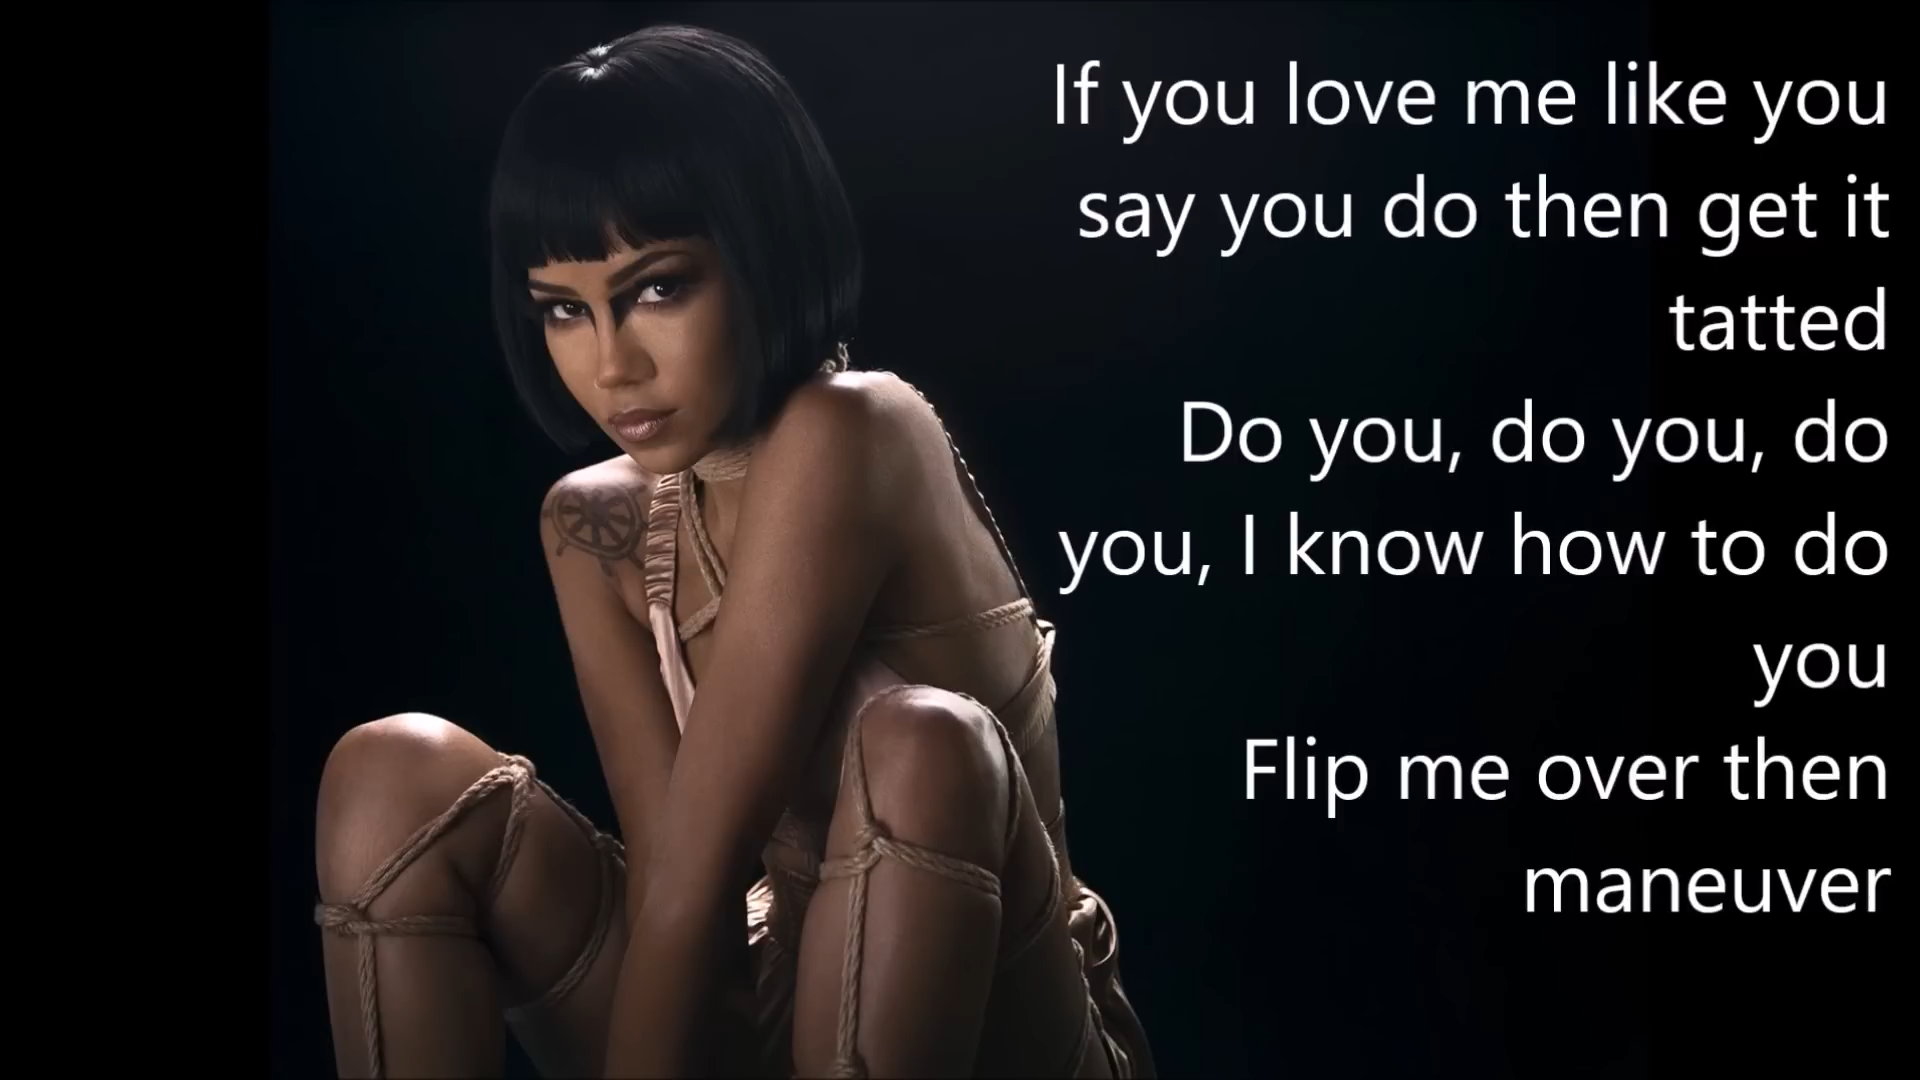 If you love me like you
say you do then get it
tatted
Do you, do you, do
you, I know how to do
you
Flip me over then
maneuver